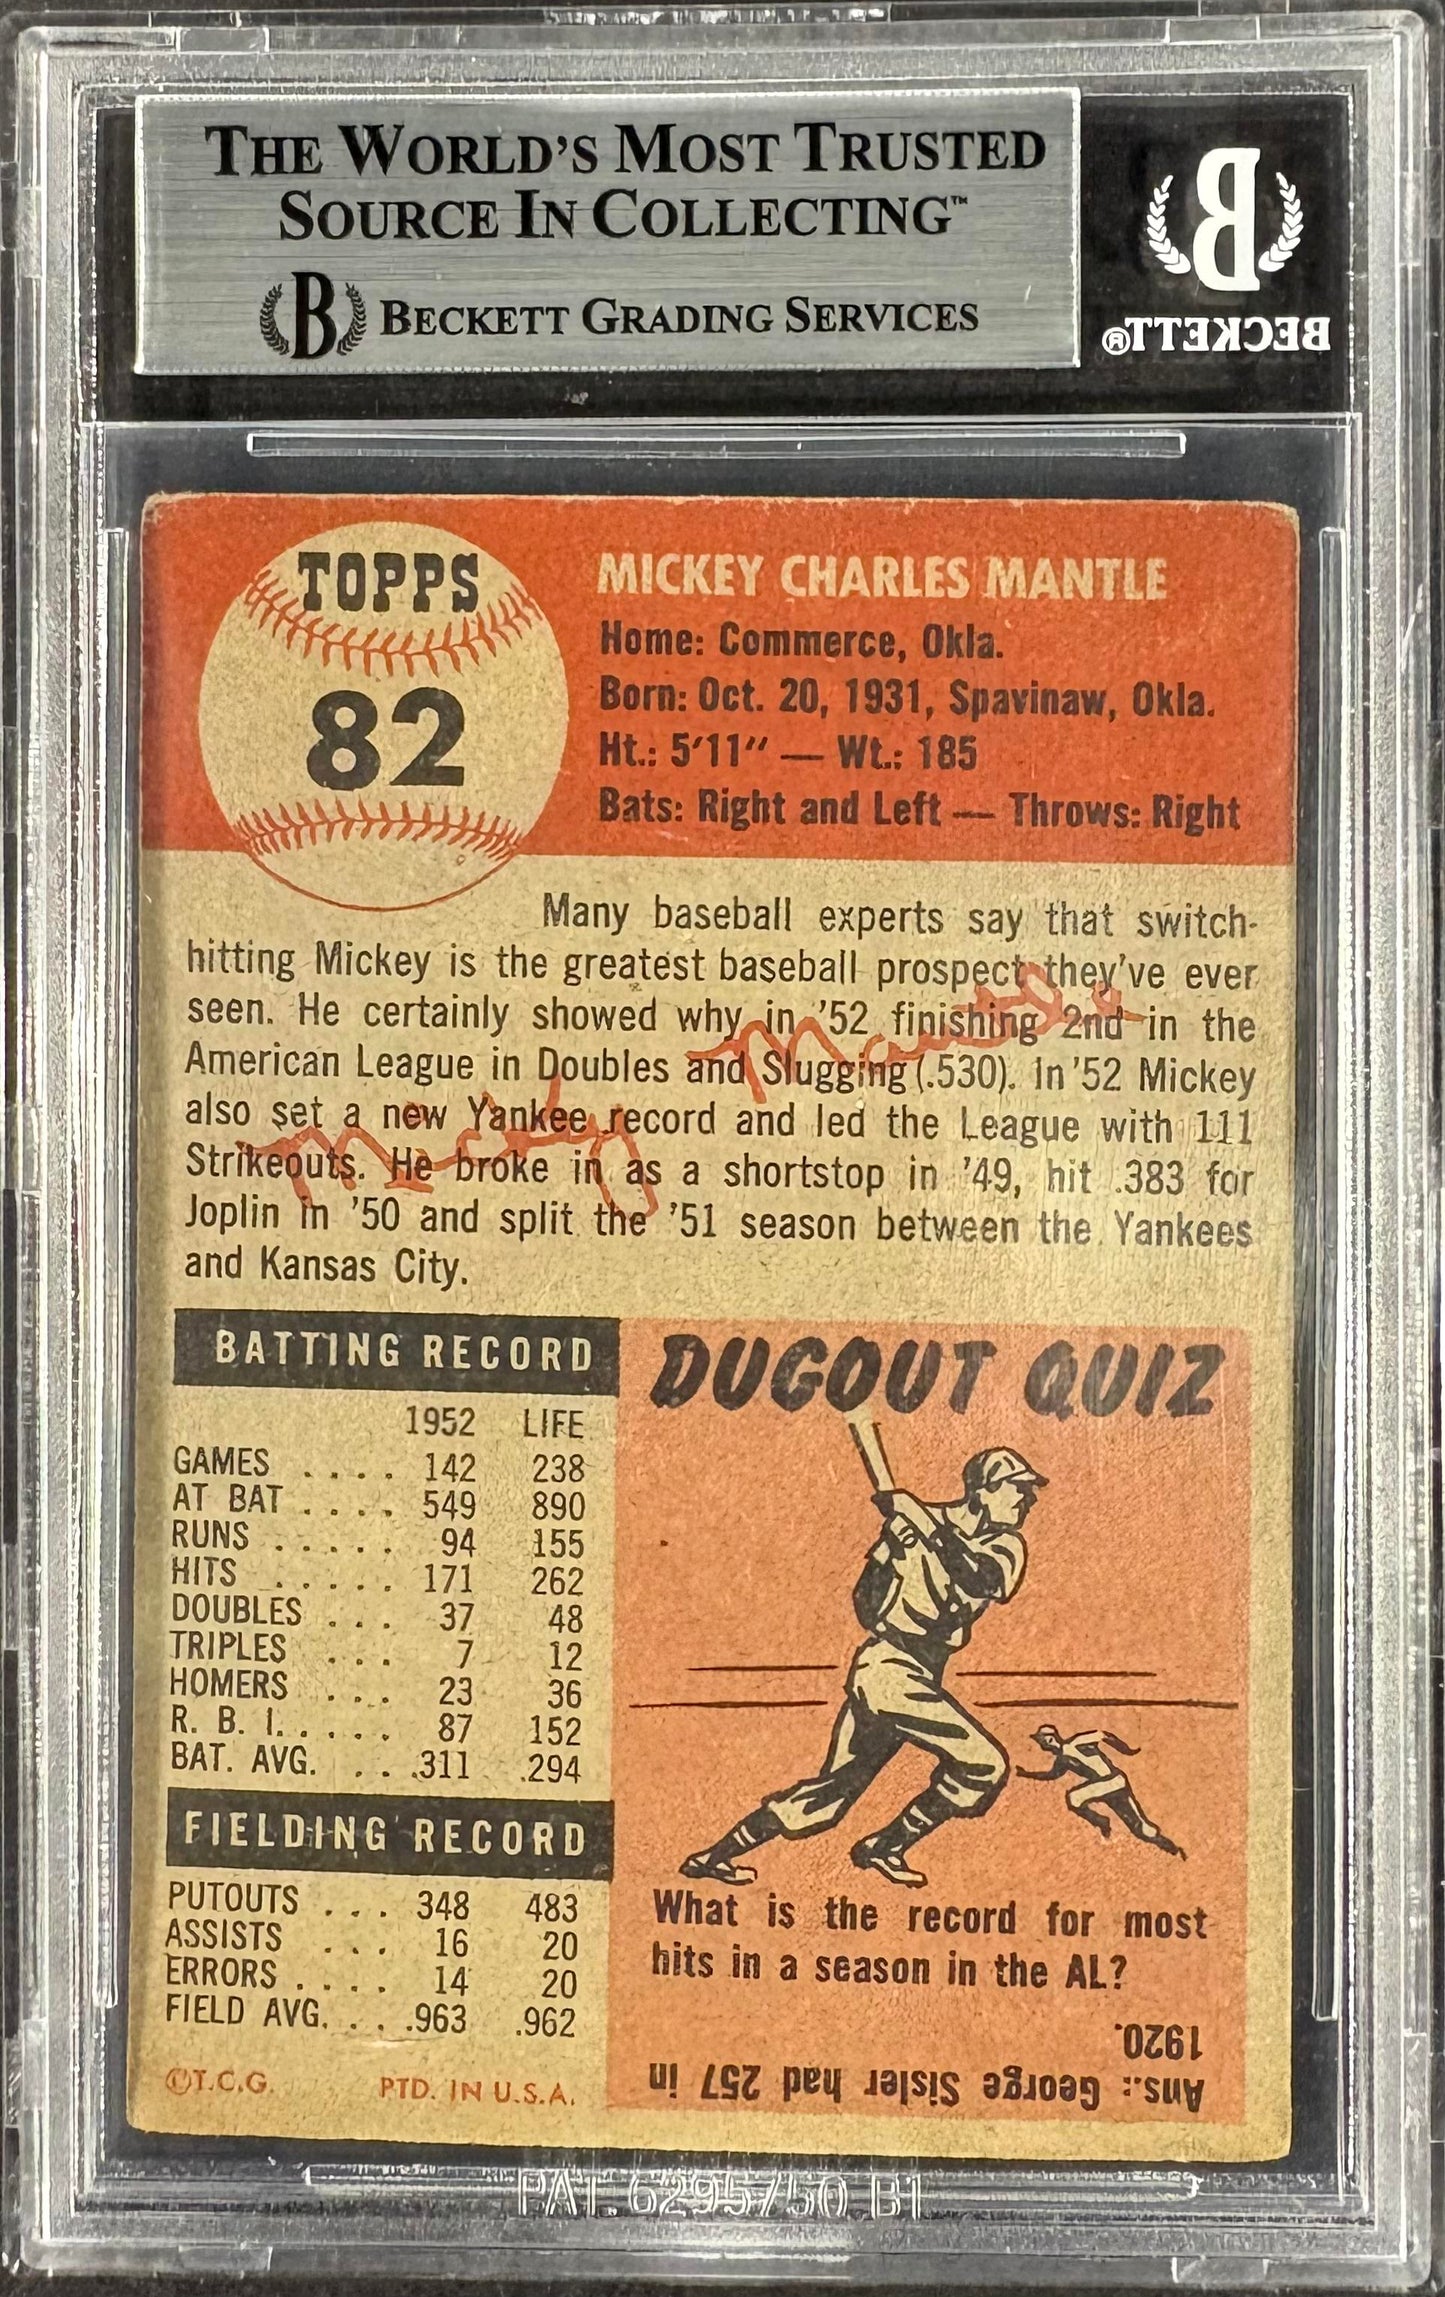 THE WORLD'S MOST TRUSTED
SOURCE IN COLLECTING™
B BECKETT GRADING SERVICES
B
BECKETT®
TOPPS
82
MICKEY CHARLES MANTLE
Home: Commerce, Okla.
Born: Oct. 20, 1931, Spavinaw, Okla.
Ht.: 5'11" — Wt.: 185
Bats: Right and Left — Throws: Right
Many baseball experts say that switch-
hitting Mickey is the greatest baseball prospect they've ever
seen. He certainly showed why in '52 finishing 2nd in the
American League in Doubles and Slugging (.530). In '52 Mickey
also set a new Yankee record and led the League with 111
Strikeouts. He broke in as a shortstop in '49, hit .383 for
Joplin in '50 and split the '51 season between the Yankees
and Kansas City.
Mickey Mantle
BATTING RECORD
1952 LIFE
GAMES . . . . 142 238
AT BAT . . . . 549 890
RUNS . . . . . 94 155
HITS . . . . . 171 262
DOUBLES . . . 37 48
TRIPLES . . . 7 12
HOMERS . . . 23 36
R. B. I. . . . . 87 152
BAT. AVG. . . .311 .294
FIELDING RECORD
PUTOUTS . . . 348 483
ASSISTS . . . 16 20
ERRORS . . . . 14 20
FIELD AVG. . . .963 .962
©T.C.G. PTD. IN U.S.A.
DUGOUT QUIZ
What is the record for most
hits in a season in the AL?
Ans.: George Sisler had 257 in
1920.
PAT. 6295750 B1